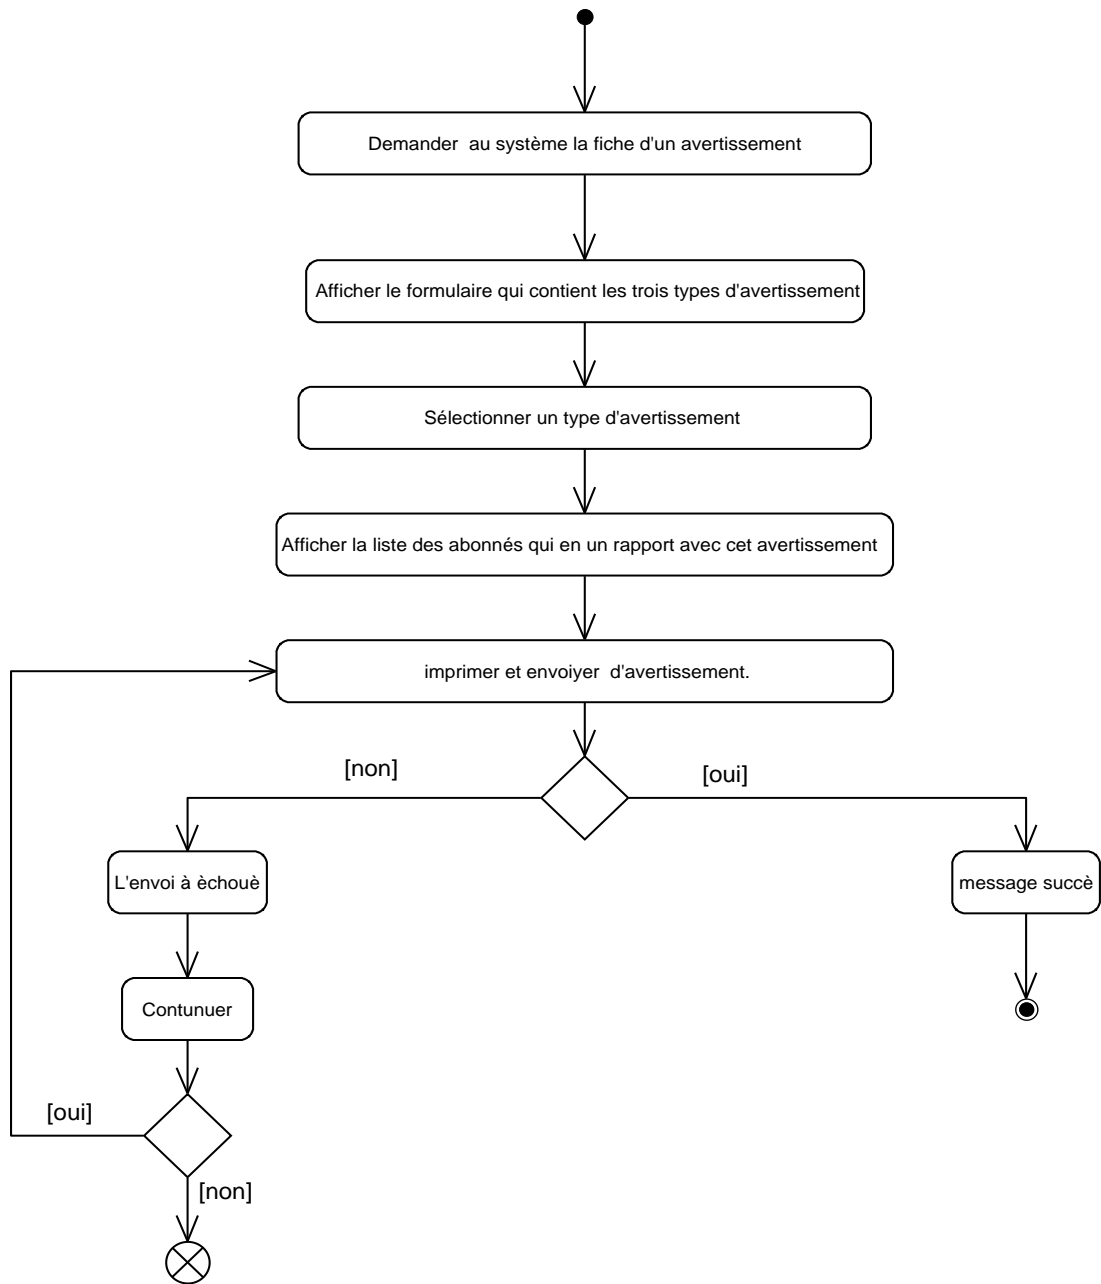 Demander  au système la fiche d'un avertissement
Afficher le formulaire qui contient les trois types d'avertissement
Sélectionner un type d'avertissement
Afficher la liste des abonnés qui en un rapport avec cet avertissement
imprimer et envoiyer  d'avertissement.
[non]
[oui]
L'envoi à èchouè
message succè
Contunuer
[oui]
[non]